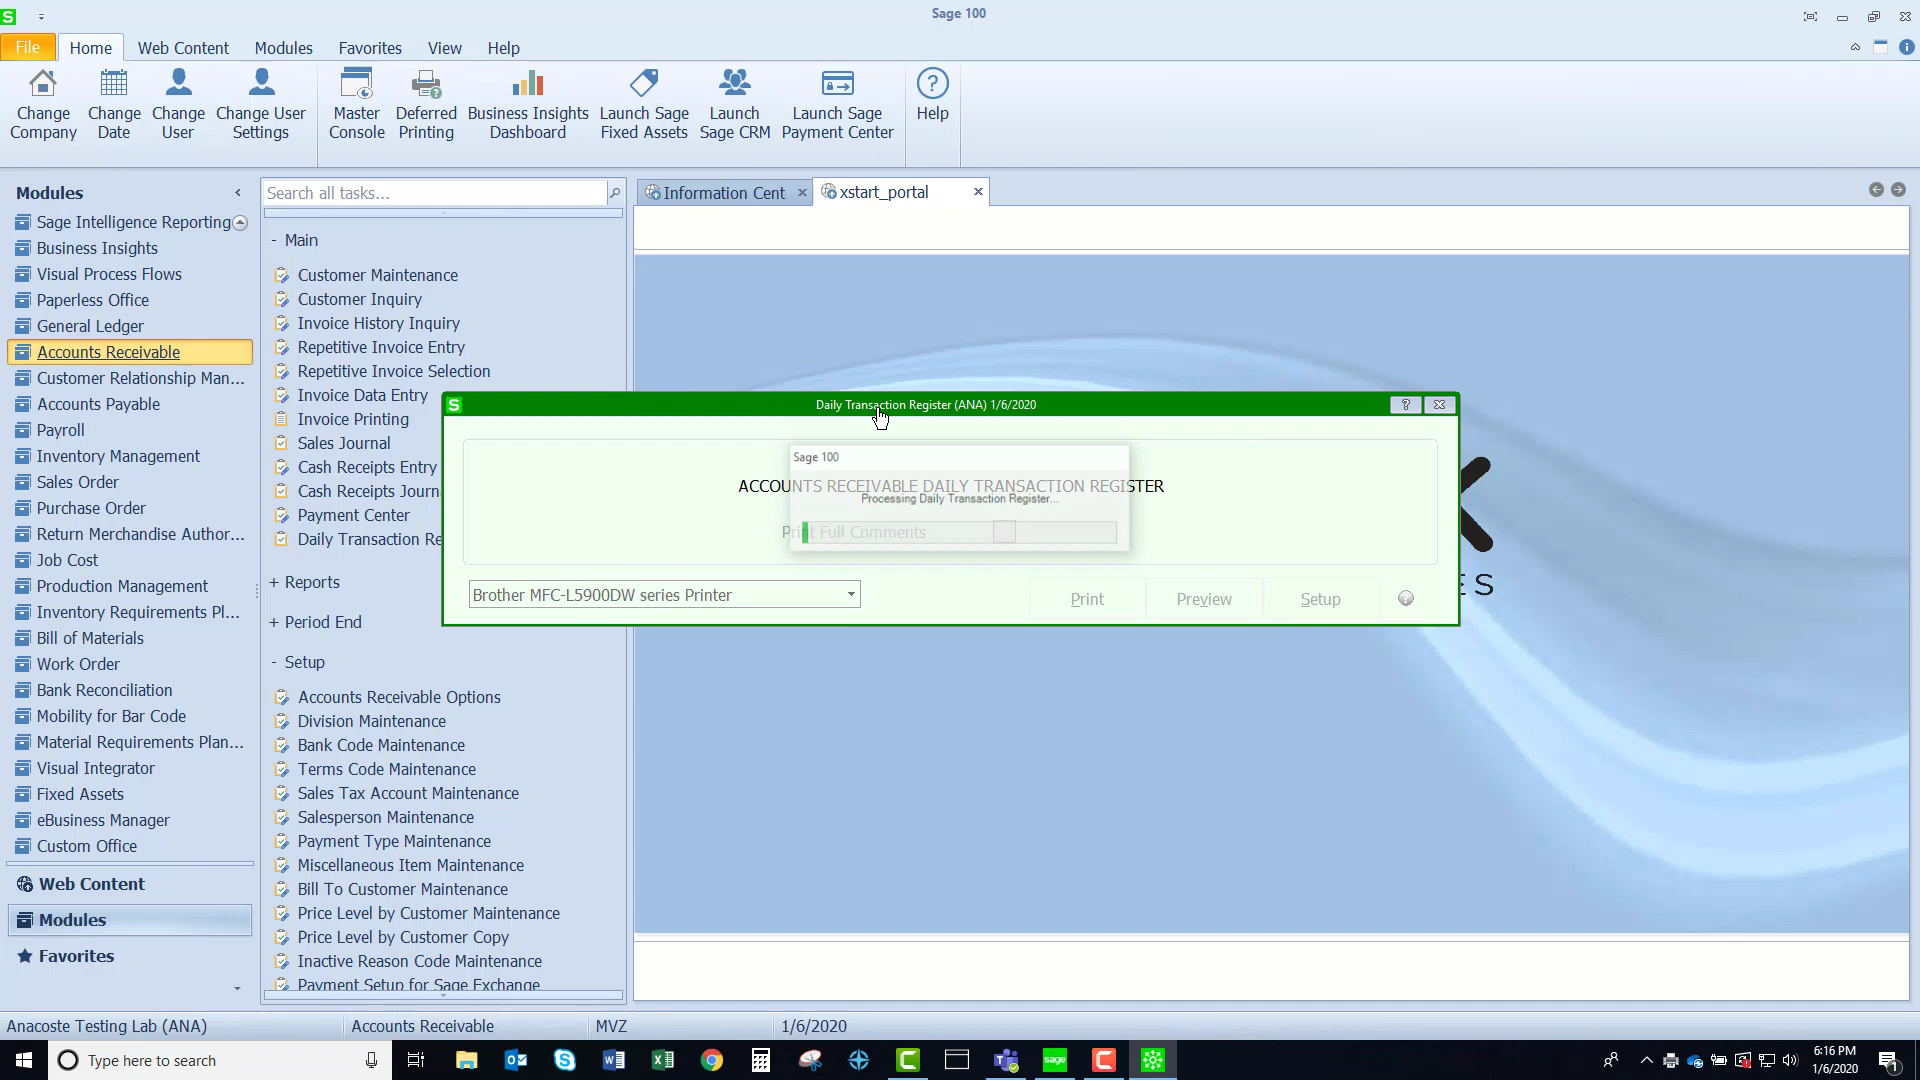 Sage 100
File
Home
Web Content
Modules
Favorites
View
Help
Change Company
Change Date
Change User
Change User Settings
Master Console
Deferred Printing
Business Insights Dashboard
Launch Sage Fixed Assets
Launch Sage CRM
Launch Sage Payment Center
Help
Modules
Sage Intelligence Reporting
Business Insights
Visual Process Flows
Paperless Office
General Ledger
Accounts Receivable
Customer Relationship Man...
Accounts Payable
Payroll
Inventory Management
Sales Order
Purchase Order
Return Merchandise Author...
Job Cost
Production Management
Inventory Requirements Pl...
Bill of Materials
Work Order
Bank Reconciliation
Mobility for Bar Code
Material Requirements Plan...
Visual Integrator
Fixed Assets
eBusiness Manager
Custom Office
Web Content
Modules
Favorites
Search all tasks...
- Main
Customer Maintenance
Customer Inquiry
Invoice History Inquiry
Repetitive Invoice Entry
Repetitive Invoice Selection
Invoice Data Entry
Invoice Printing
Sales Journal
Cash Receipts Entry
Cash Receipts Journ
Payment Center
Daily Transaction Re
+ Reports
+ Period End
- Setup
Accounts Receivable Options
Division Maintenance
Bank Code Maintenance
Terms Code Maintenance
Sales Tax Account Maintenance
Salesperson Maintenance
Payment Type Maintenance
Miscellaneous Item Maintenance
Bill To Customer Maintenance
Price Level by Customer Maintenance
Price Level by Customer Copy
Inactive Reason Code Maintenance
Payment Setup for Sage Exchange
Information Cent
xstart_portal
S
Daily Transaction Register (ANA) 1/6/2020
Sage 100
ACCOUNTS RECEIVABLE DAILY TRANSACTION REGISTER
Processing Daily Transaction Register...
Print Full Comments
Brother MFC-L5900DW series Printer
Print
Preview
Setup
ES
Anacoste Testing Lab (ANA)
Accounts Receivable
MVZ
1/6/2020
Type here to search
sage
6:16 PM
1/6/2020
1